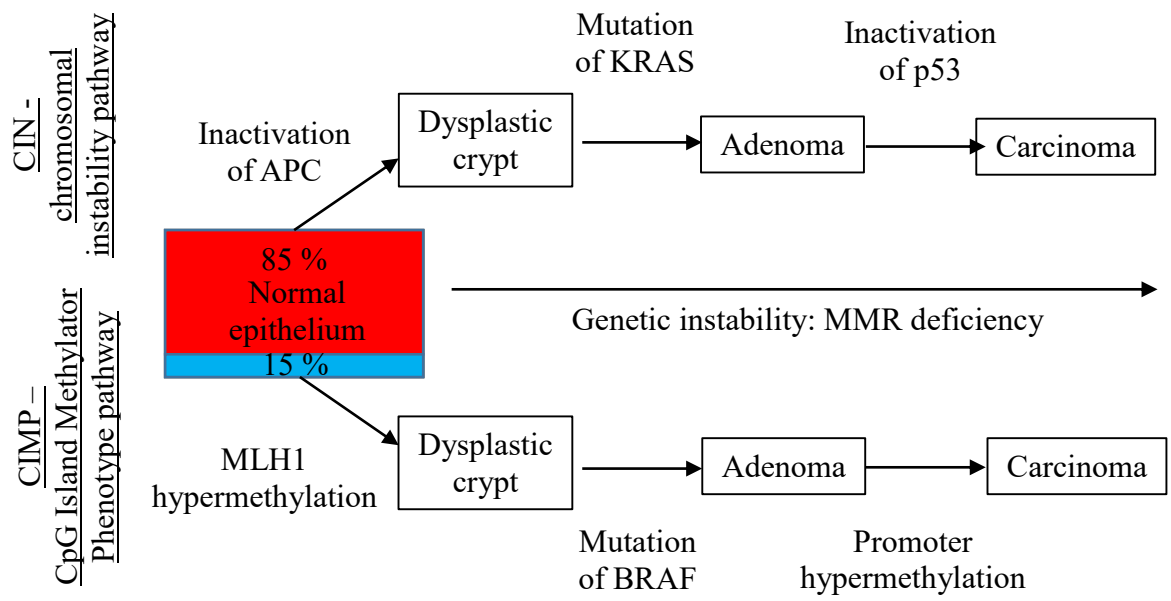 CIN -
chromosomal
instability pathway
Inactivation
of APC
Dysplastic
crypt
Mutation
of KRAS
Adenoma
Inactivation
of p53
Carcinoma
85 %
Normal
epithelium
15 %
Genetic instability: MMR deficiency
CIMP –
CpG Island Methylator
Phenotype pathway
MLH1
hypermethylation
Dysplastic
crypt
Mutation
of BRAF
Adenoma
Promoter
hypermethylation
Carcinoma